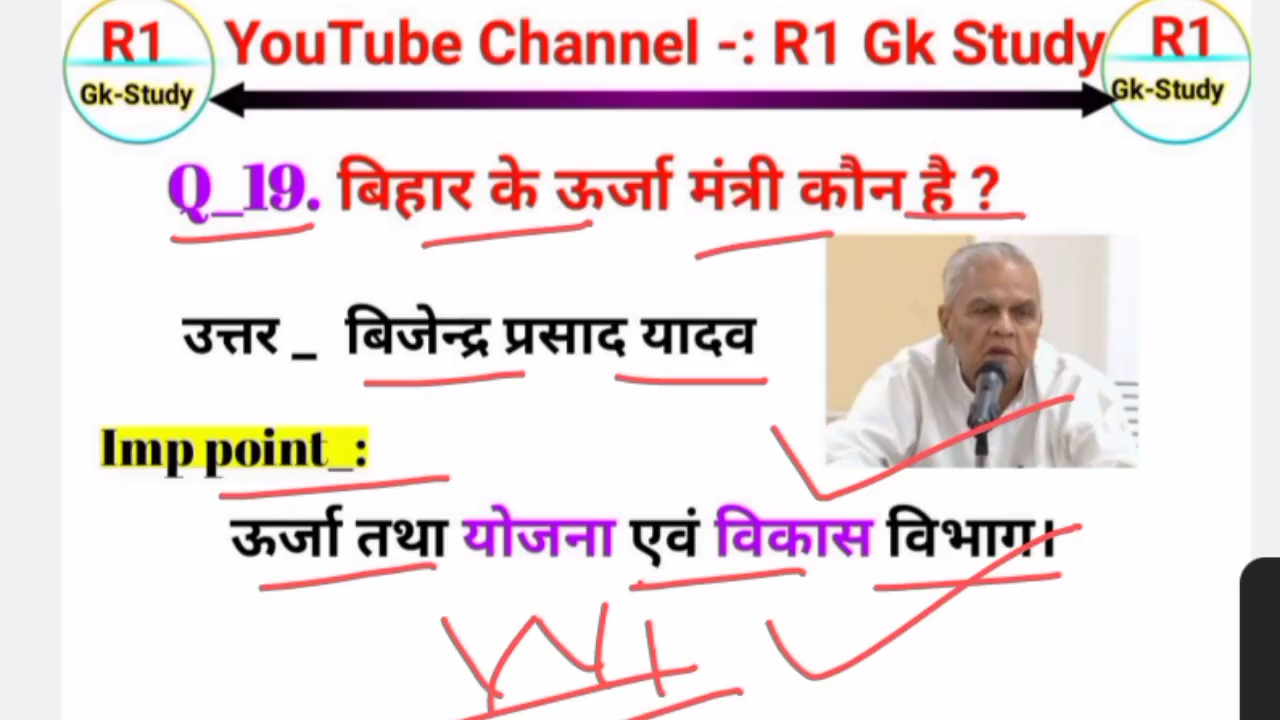 R1
Gk-Study
YouTube Channel -: R1 Gk Study
R1
Gk-Study
Q_19. बिहार के ऊर्जा मंत्री कौन है ?
उत्तर _ बिजेन्द्र प्रसाद यादव
Imp point_:
ऊर्जा तथा योजना एवं विकास विभाग।